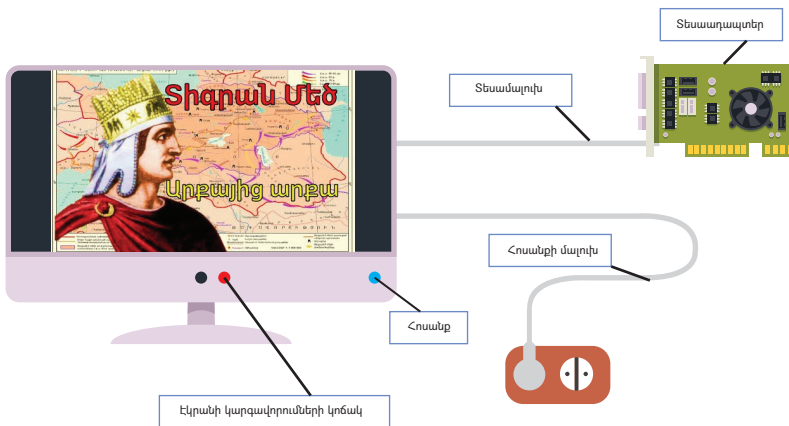 Տեսաադապտեր
Տեսամալուխ
Տիգրան Մեծ
Արքայից արքա
Հոսանքի մալուխ
Հոսանք
Էկրանի կարգավորումների կոճակ